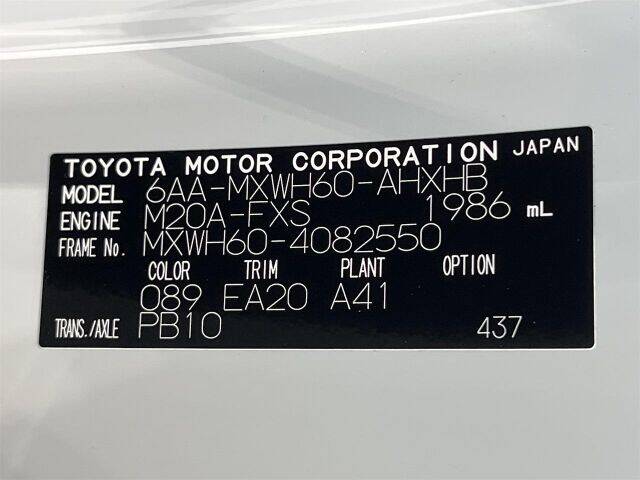 TOYOTA MOTOR CORPORATION JAPAN
MODEL 6AA-MXWH60-AHXHB
ENGINE M20A-FXS 1986 mL
FRAME No. MXWH60-4082550
COLOR TRIM PLANT OPTION
089 EA20 A41
TRANS./AXLE PB10 437